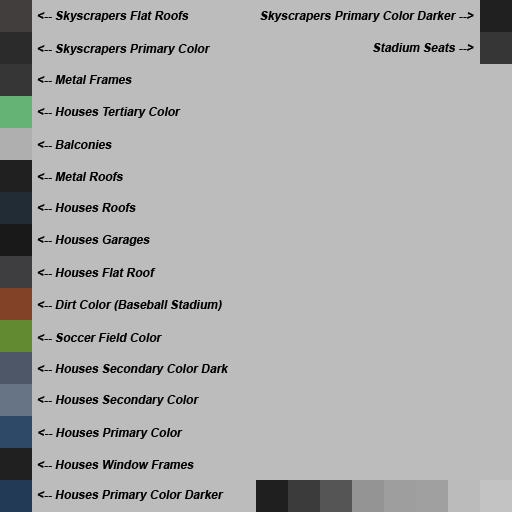 <-- Skyscrapers Flat Roofs
Skyscrapers Primary Color Darker -->
<-- Skyscrapers Primary Color
Stadium Seats -->
<-- Metal Frames
<-- Houses Tertiary Color
<-- Balconies
<-- Metal Roofs
<-- Houses Roofs
<-- Houses Garages
<-- Houses Flat Roof
<-- Dirt Color (Baseball Stadium)
<-- Soccer Field Color
<-- Houses Secondary Color Dark
<-- Houses Secondary Color
<-- Houses Primary Color
<-- Houses Window Frames
<-- Houses Primary Color Darker